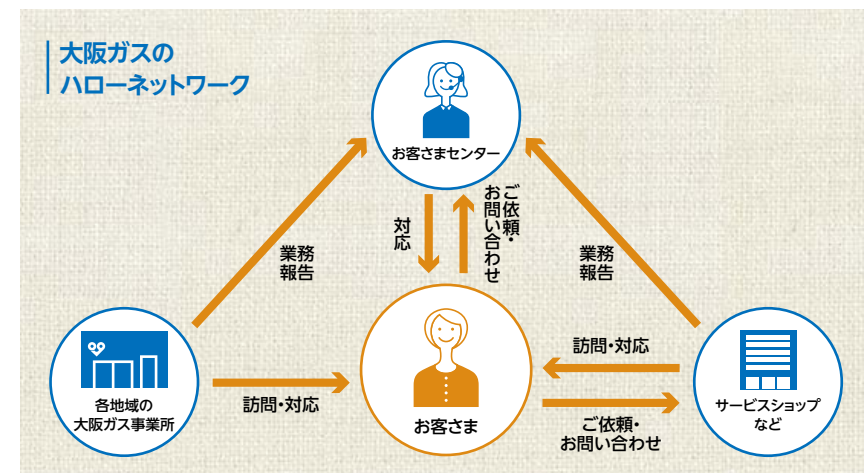 大阪ガスの
ハローネットワーク
お客さまセンター
対応
ご依頼・
お問い合わせ
業務
報告
業務
報告
各地域の
大阪ガス事業所
訪問・対応
お客さま
訪問・対応
ご依頼・
お問い合わせ
サービスショップ
など